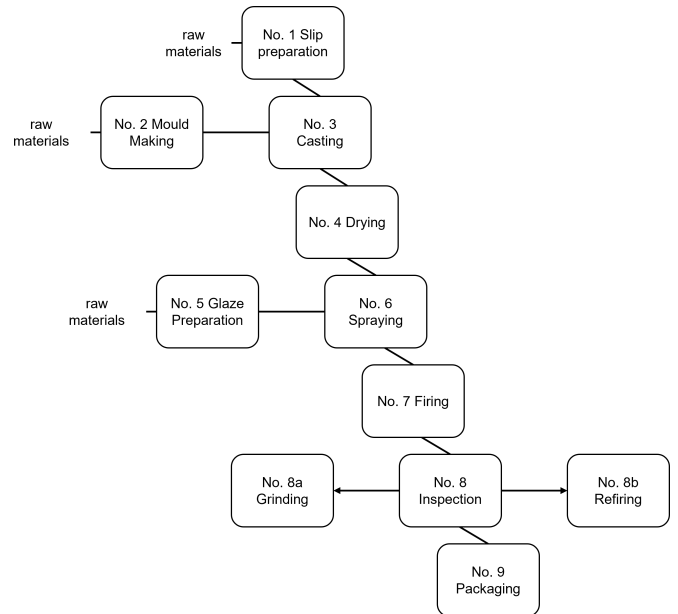 raw
materials
No. 1 Slip
preparation
raw
materials
No. 2 Mould
Making
No. 3
Casting
No. 4 Drying
raw
materials
No. 5 Glaze
Preparation
No. 6
Spraying
No. 7 Firing
No. 8a
Grinding
No. 8
Inspection
No. 8b
Refiring
No. 9
Packaging